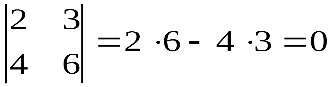 |2 3|
|4 6| =2 ·6- 4 ·3 =0